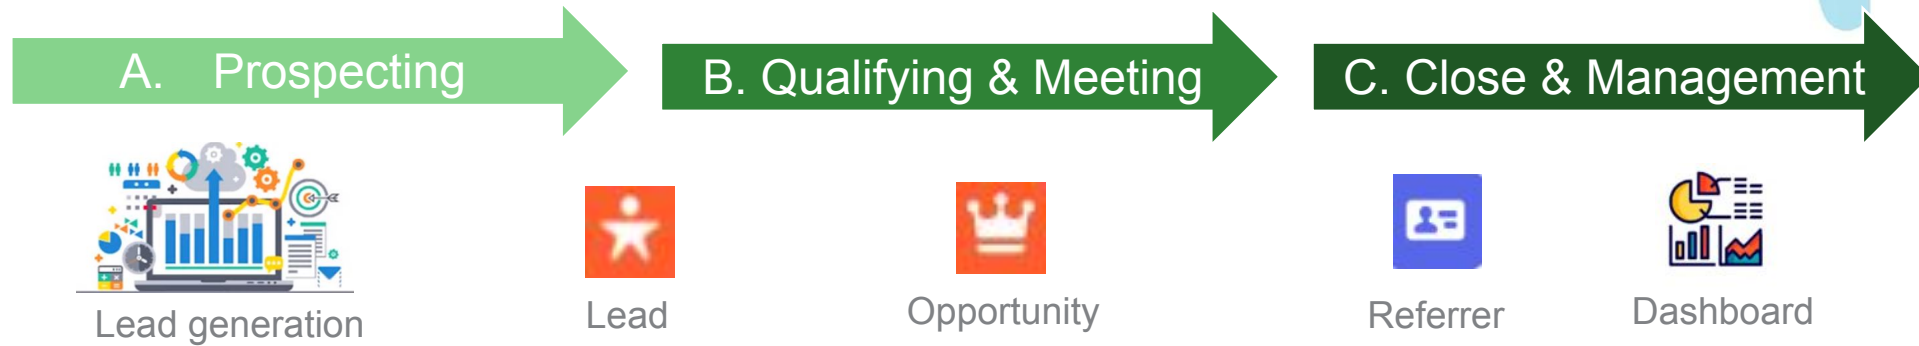 A. Prospecting
B. Qualifying & Meeting
C. Close & Management
Lead generation
Lead
Opportunity
Referrer
Dashboard